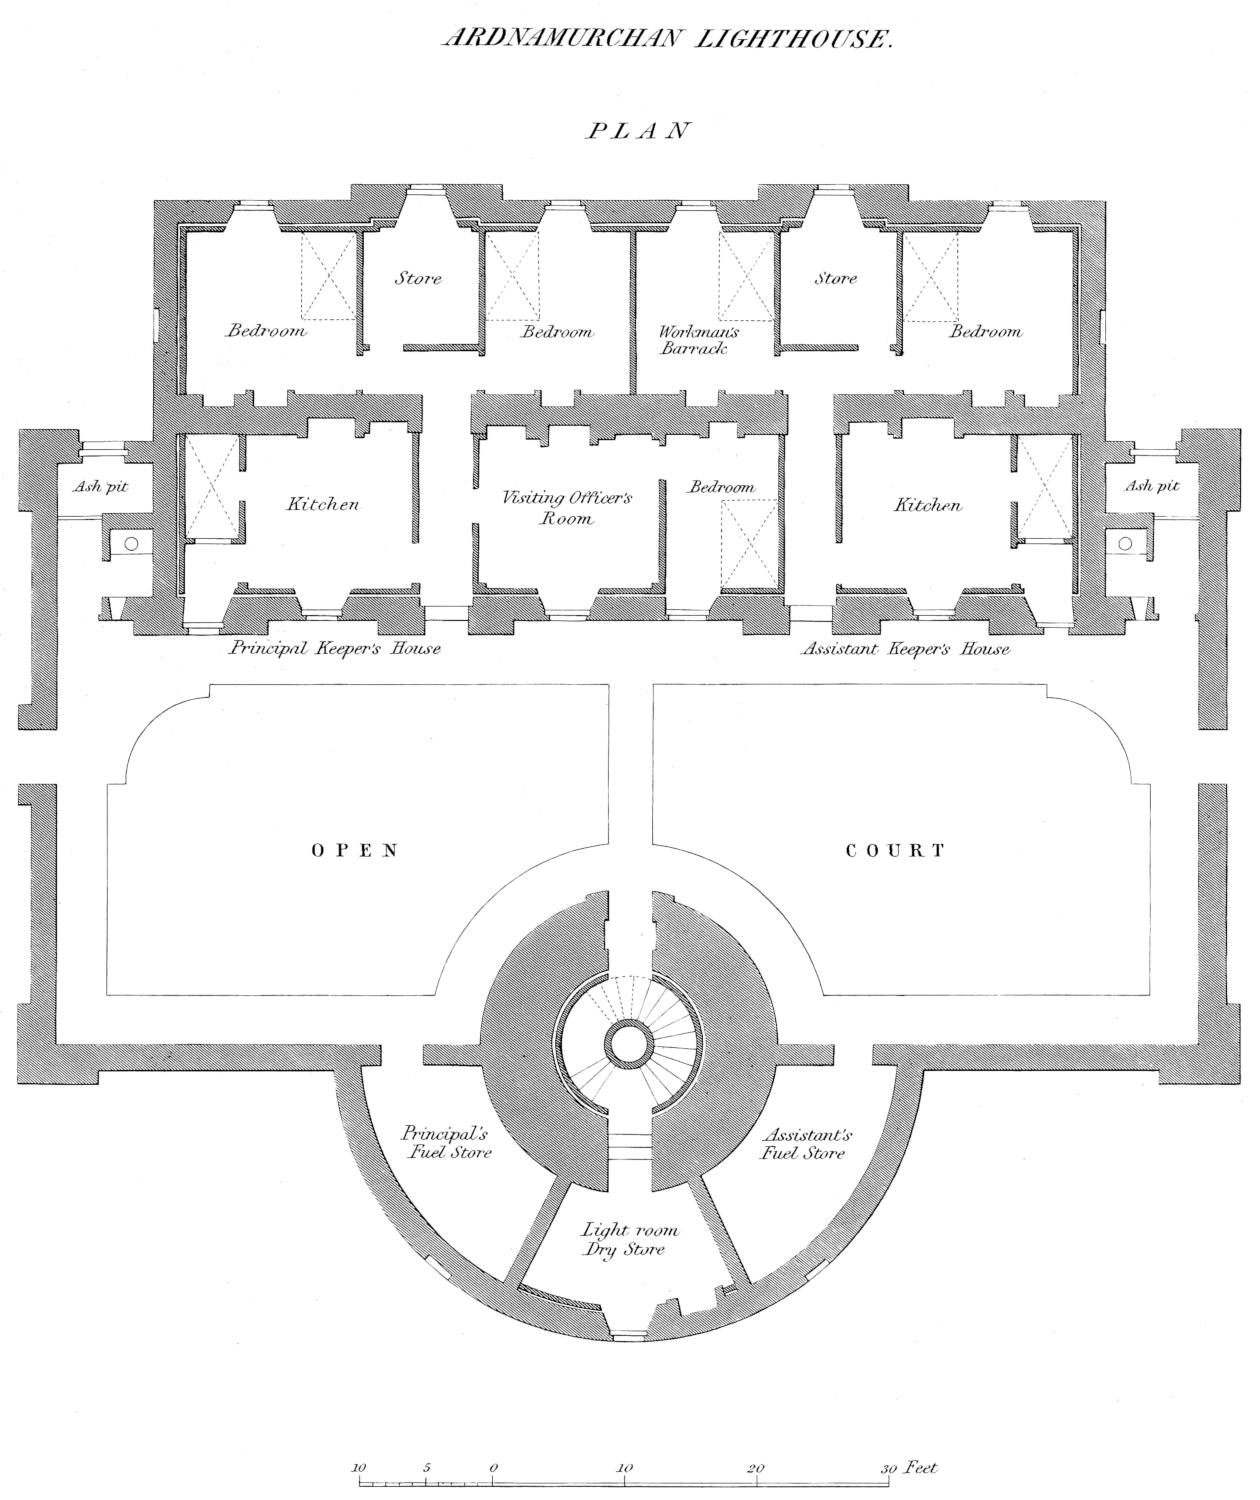 ARDNAMURCHAN LIGHTHOUSE.
PLAN
Store
Store
Bedroom
Bedroom
Workman's
Barrack
Bedroom
Ash pit
Kitchen
Visiting Officer's
Room
Bedroom
Kitchen
Ash pit
Principal Keeper's House
Assistant Keeper's House
OPEN
COURT
Principal's
Fuel Store
Assistant's
Fuel Store
Light room
Dry Store
10 5 0 10 20 30 Feet